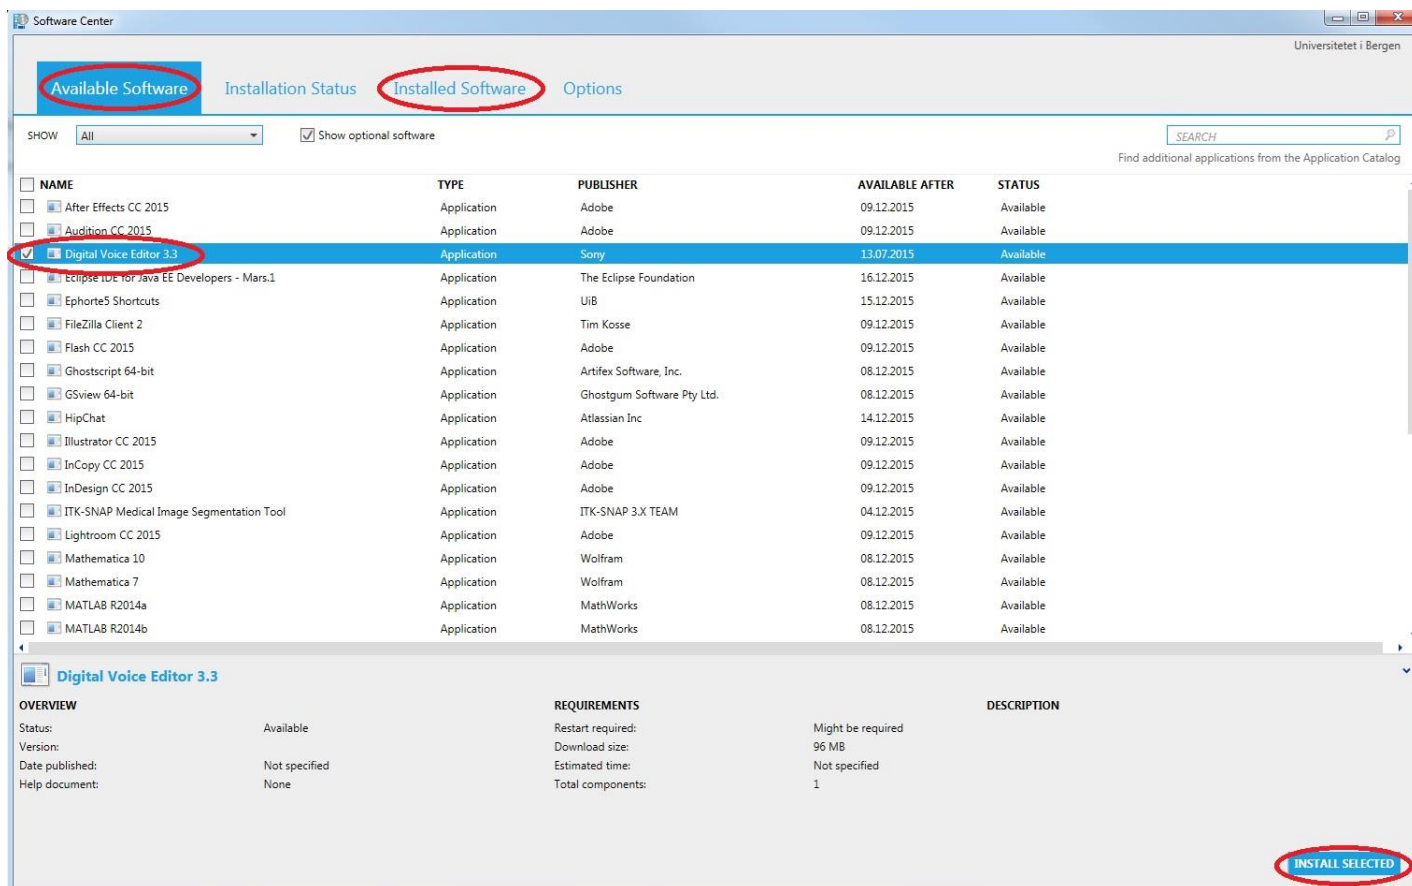 Software Center
Universitetet i Bergen
Available Software Installation Status Installed Software Options
SHOW All Show optional software SEARCH
Find additional applications from the Application Catalog
NAME TYPE PUBLISHER AVAILABLE AFTER STATUS
After Effects CC 2015 Application Adobe 09.12.2015 Available
Audition CC 2015 Application Adobe 09.12.2015 Available
Digital Voice Editor 3.3 Application Sony 13.07.2015 Available
Eclipse IDE for Java EE Developers - Mars.1 Application The Eclipse Foundation 16.12.2015 Available
Ephorte5 Shortcuts Application UiB 15.12.2015 Available
FileZilla Client 2 Application Tim Kosse 09.12.2015 Available
Flash CC 2015 Application Adobe 09.12.2015 Available
Ghostscript 64-bit Application Artifex Software, Inc. 08.12.2015 Available
GSview 64-bit Application Ghostgum Software Pty Ltd. 08.12.2015 Available
HipChat Application Atlassian Inc 14.12.2015 Available
Illustrator CC 2015 Application Adobe 09.12.2015 Available
InCopy CC 2015 Application Adobe 09.12.2015 Available
InDesign CC 2015 Application Adobe 09.12.2015 Available
ITK-SNAP Medical Image Segmentation Tool Application ITK-SNAP 3.X TEAM 04.12.2015 Available
Lightroom CC 2015 Application Adobe 09.12.2015 Available
Mathematica 10 Application Wolfram 08.12.2015 Available
Mathematica 7 Application Wolfram 08.12.2015 Available
MATLAB R2014a Application MathWorks 08.12.2015 Available
MATLAB R2014b Application MathWorks 08.12.2015 Available
Digital Voice Editor 3.3
OVERVIEW REQUIREMENTS DESCRIPTION
Status: Available Restart required: Might be required
Version: Download size: 96 MB
Date published: Not specified Estimated time: Not specified
Help document: None Total components: 1
INSTALL SELECTED